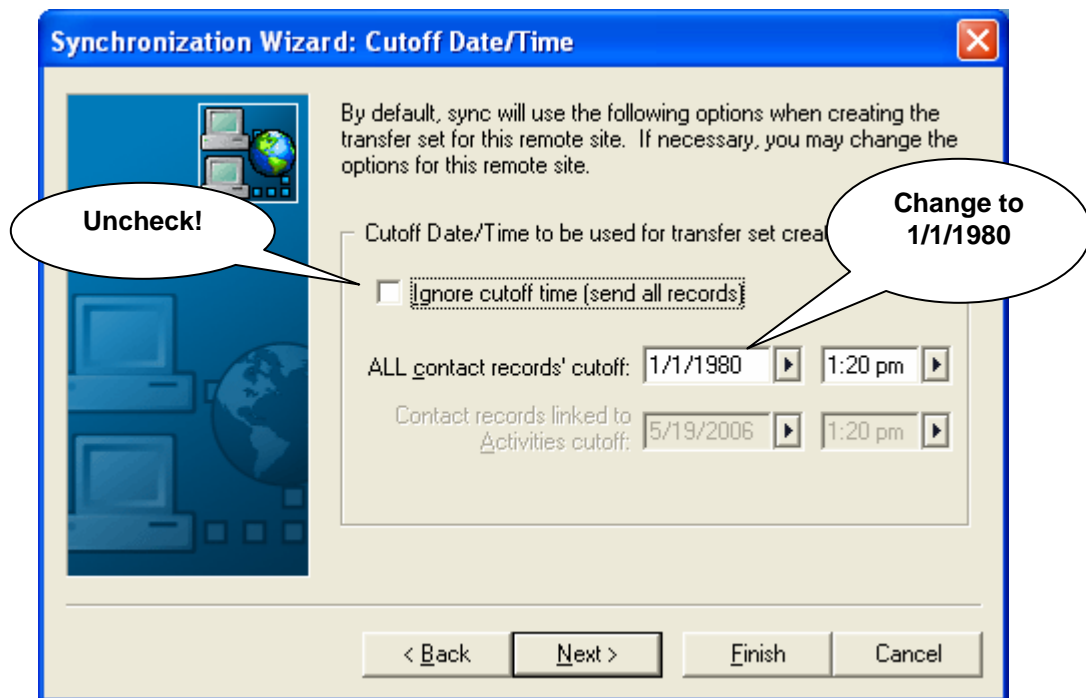 Synchronization Wizard: Cutoff Date/Time
By default, sync will use the following options when creating the
transfer set for this remote site. If necessary, you may change the
options for this remote site.
Uncheck!
Change to
1/1/1980
Cutoff Date/Time to be used for transfer set
Ignore cutoff time (send all records)
ALL contact records' cutoff: 1/1/1980 1:20 pm
Contact records linked to
Activities cutoff: 5/19/2006 1:20 pm
< Back Next > Finish Cancel